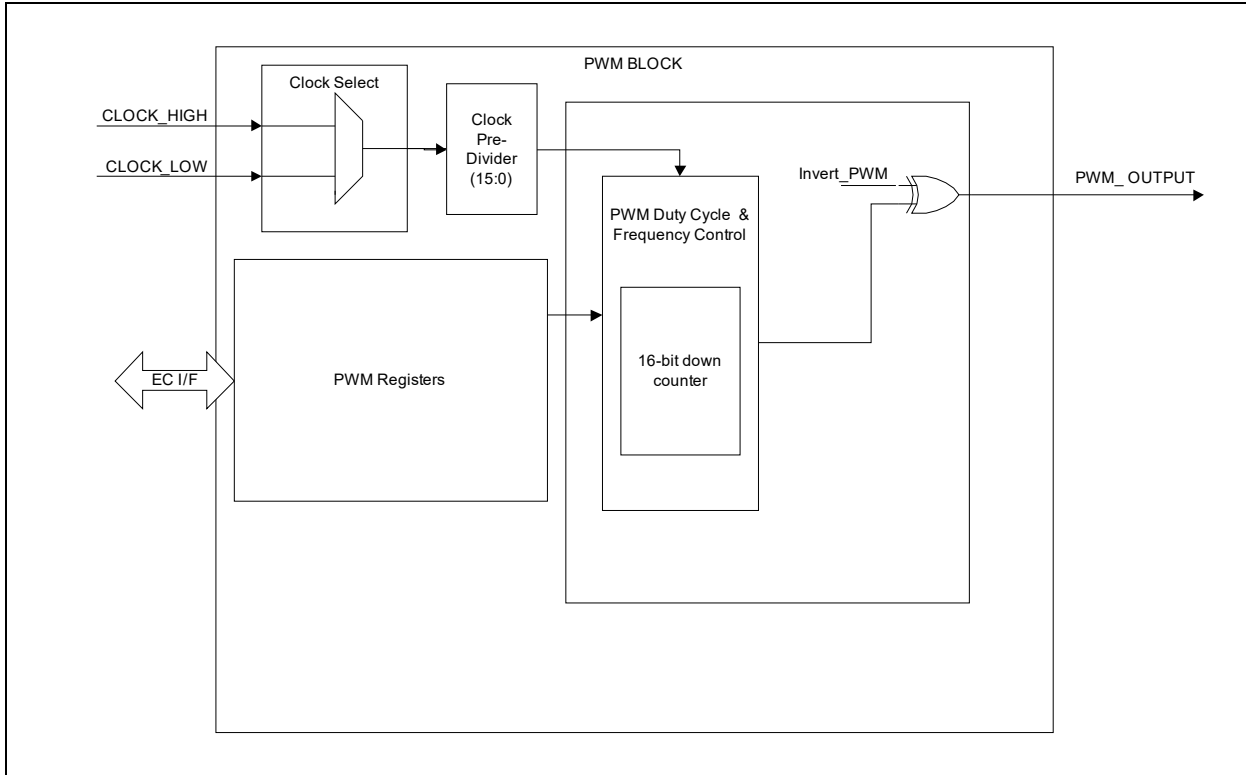 PWM BLOCK
Clock Select
CLOCK_HIGH
CLOCK_LOW
Clock
Pre-
Divider
(15:0)
Invert_PWM
PWM_ OUTPUT
PWM Duty Cycle &
Frequency Control
16-bit down
counter
EC I/F
PWM Registers